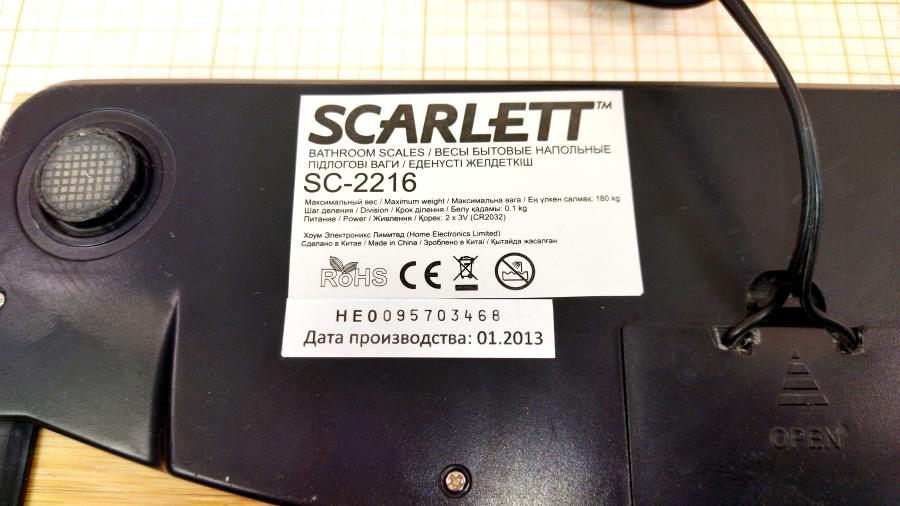 SCARLETT™
BATHROOM SCALES / ВЕСЫ БЫТОВЫЕ НАПОЛЬНЫЕ
ПІДЛОГОВІ ВАГИ / ЕДЕНҮСТІ ЖЕЛДЕТКІШ
SC-2216
Максимальный вес / Maximum weight / Максимальна вага / Ең үлкен салмақ: 180 kg
Шаг деления / Division / Крок ділення / Бөлу қадамы: 0.1 kg
Питание / Power / Живлення / Қорек: 2 x 3V (CR2032)
Хоум Электроникс Лимитед (Home Electronics Limited)
Сделано в Китае / Made in China / Зроблено в Китаї / Қытайда жасалған
RoHS CE
HE0095703468
Дата производства: 01.2013
OPEN